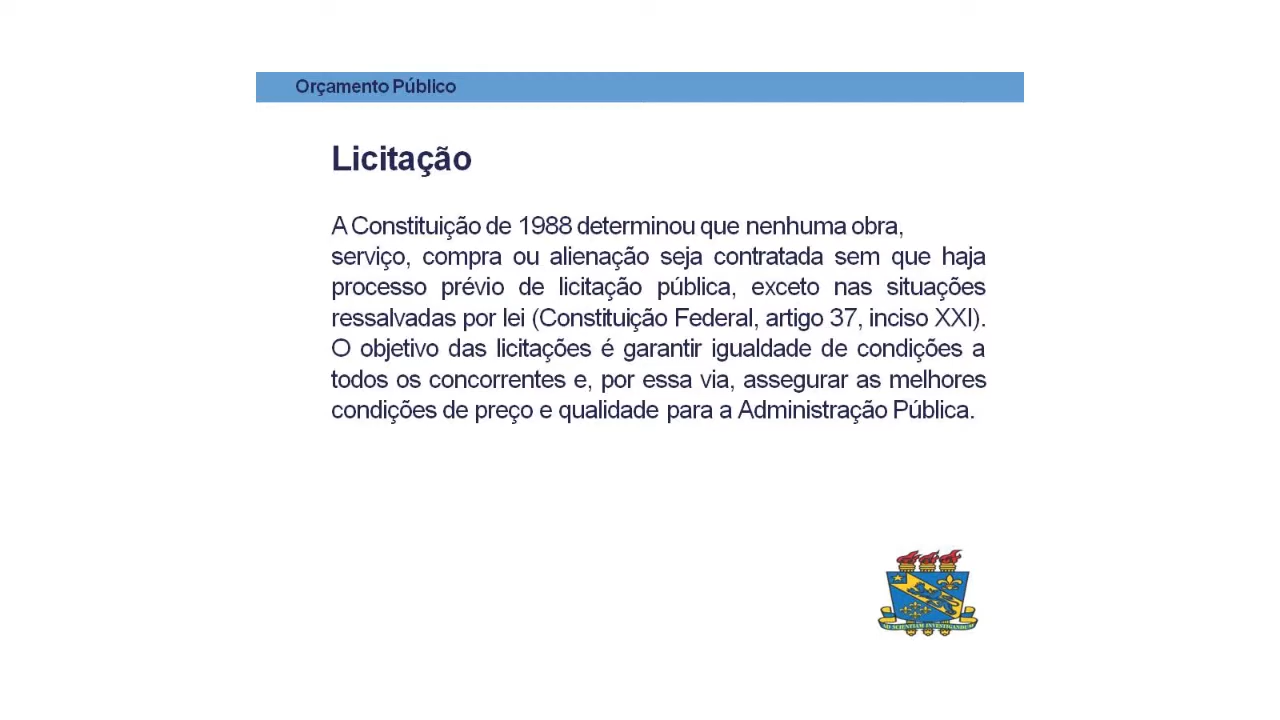 Orçamento Público
Licitação
A Constituição de 1988 determinou que nenhuma obra,
serviço, compra ou alienação seja contratada sem que haja
processo prévio de licitação pública, exceto nas situações
ressalvadas por lei (Constituição Federal, artigo 37, inciso XXI).
O objetivo das licitações é garantir igualdade de condições a
todos os concorrentes e, por essa via, assegurar as melhores
condições de preço e qualidade para a Administração Pública.